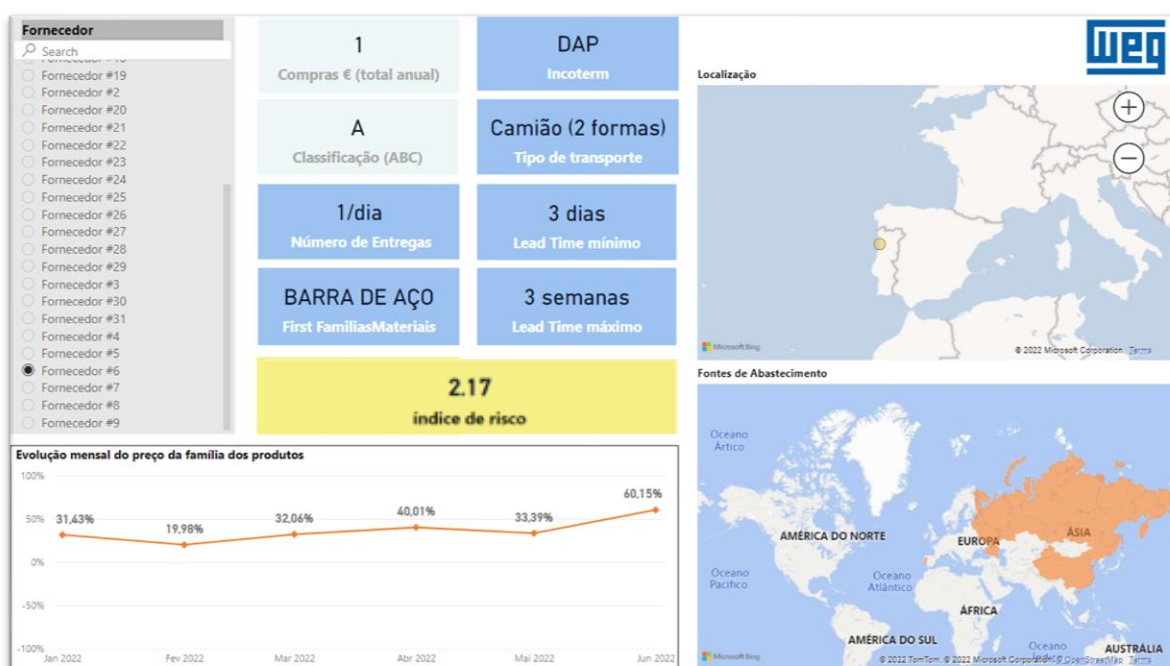 Fornecedor
Search
Fornecedor #19
Fornecedor #2
Fornecedor #20
Fornecedor #21
Fornecedor #22
Fornecedor #23
Fornecedor #24
Fornecedor #25
Fornecedor #26
Fornecedor #27
Fornecedor #28
Fornecedor #29
Fornecedor #3
Fornecedor #30
Fornecedor #31
Fornecedor #4
Fornecedor #5
Fornecedor #6
Fornecedor #7
Fornecedor #8
Fornecedor #9
1
Compras € (total anual)
DAP
Incoterm
A
Classificação (ABC)
Camião (2 formas)
Tipo de transporte
1/dia
Número de Entregas
3 dias
Lead Time mínimo
BARRA DE AÇO
First FamiliasMateriais
3 semanas
Lead Time máximo
2.17
índice de risco
weg
Localização
+
−
Microsoft Bing
© 2022 Microsoft Corporation Terms
Fontes de Abastecimento
Oceano
Ártico
AMÉRICA DO NORTE
EUROPA
ÁSIA
Oceano
Pacífico
Oceano
Atlântico
ÁFRICA
AMÉRICA DO SUL
Oceano
AUSTRÁLIA
Microsoft Bing
© 2022 TomTom, © 2022 Microsoft Corporation, © OpenStreetMap Terms
Evolução mensal do preço da família dos produtos
100%
50%
0%
-50%
-100%
31,43%
19,98%
32,06%
40,01%
33,39%
60,15%
Jan 2022
Fev 2022
Mar 2022
Abr 2022
Mai 2022
Jun 2022